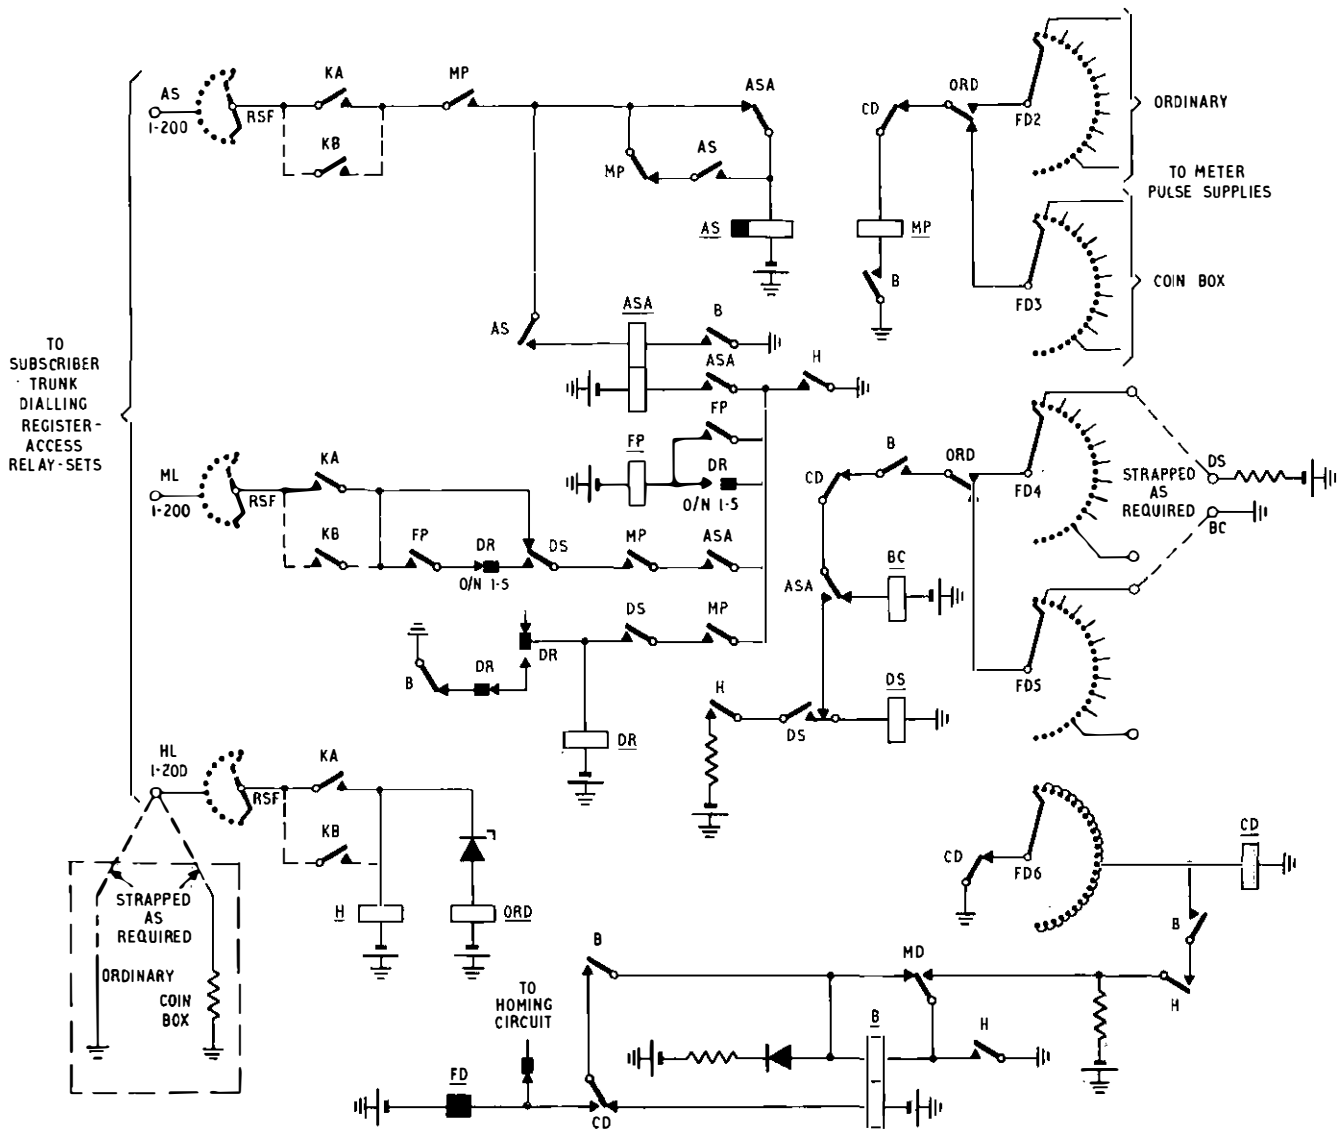 AS
1-200
RSF
KA
KB
MP
MP
AS
ASA
AS
CD
ORD
MP
B
FD2
FD3
ORDINARY
TO METER
PULSE SUPPLIES
COIN BOX
TO
SUBSCRIBER
TRUNK
DIALLING
REGISTER-
ACCESS
RELAY-SETS
AS
ASA
B
ASA
H
FP
FP
DR
O/N 1-5
ML
1-200
RSF
KA
KB
FP
DR
O/N 1-5
DS
MP
ASA
DS
MP
B
DR
DR
DR
CD
B
ORD
FD4
ASA
BC
FD5
H
DS
DS
STRAPPED
AS
REQUIRED
DS
BC
HL
1-200
RSF
KA
KB
H
ORD
STRAPPED
AS
REQUIRED
ORDINARY
COIN
BOX
CD
FD6
CD
B
H
B
MD
TO
HOMING
CIRCUIT
B
H
FD
CD